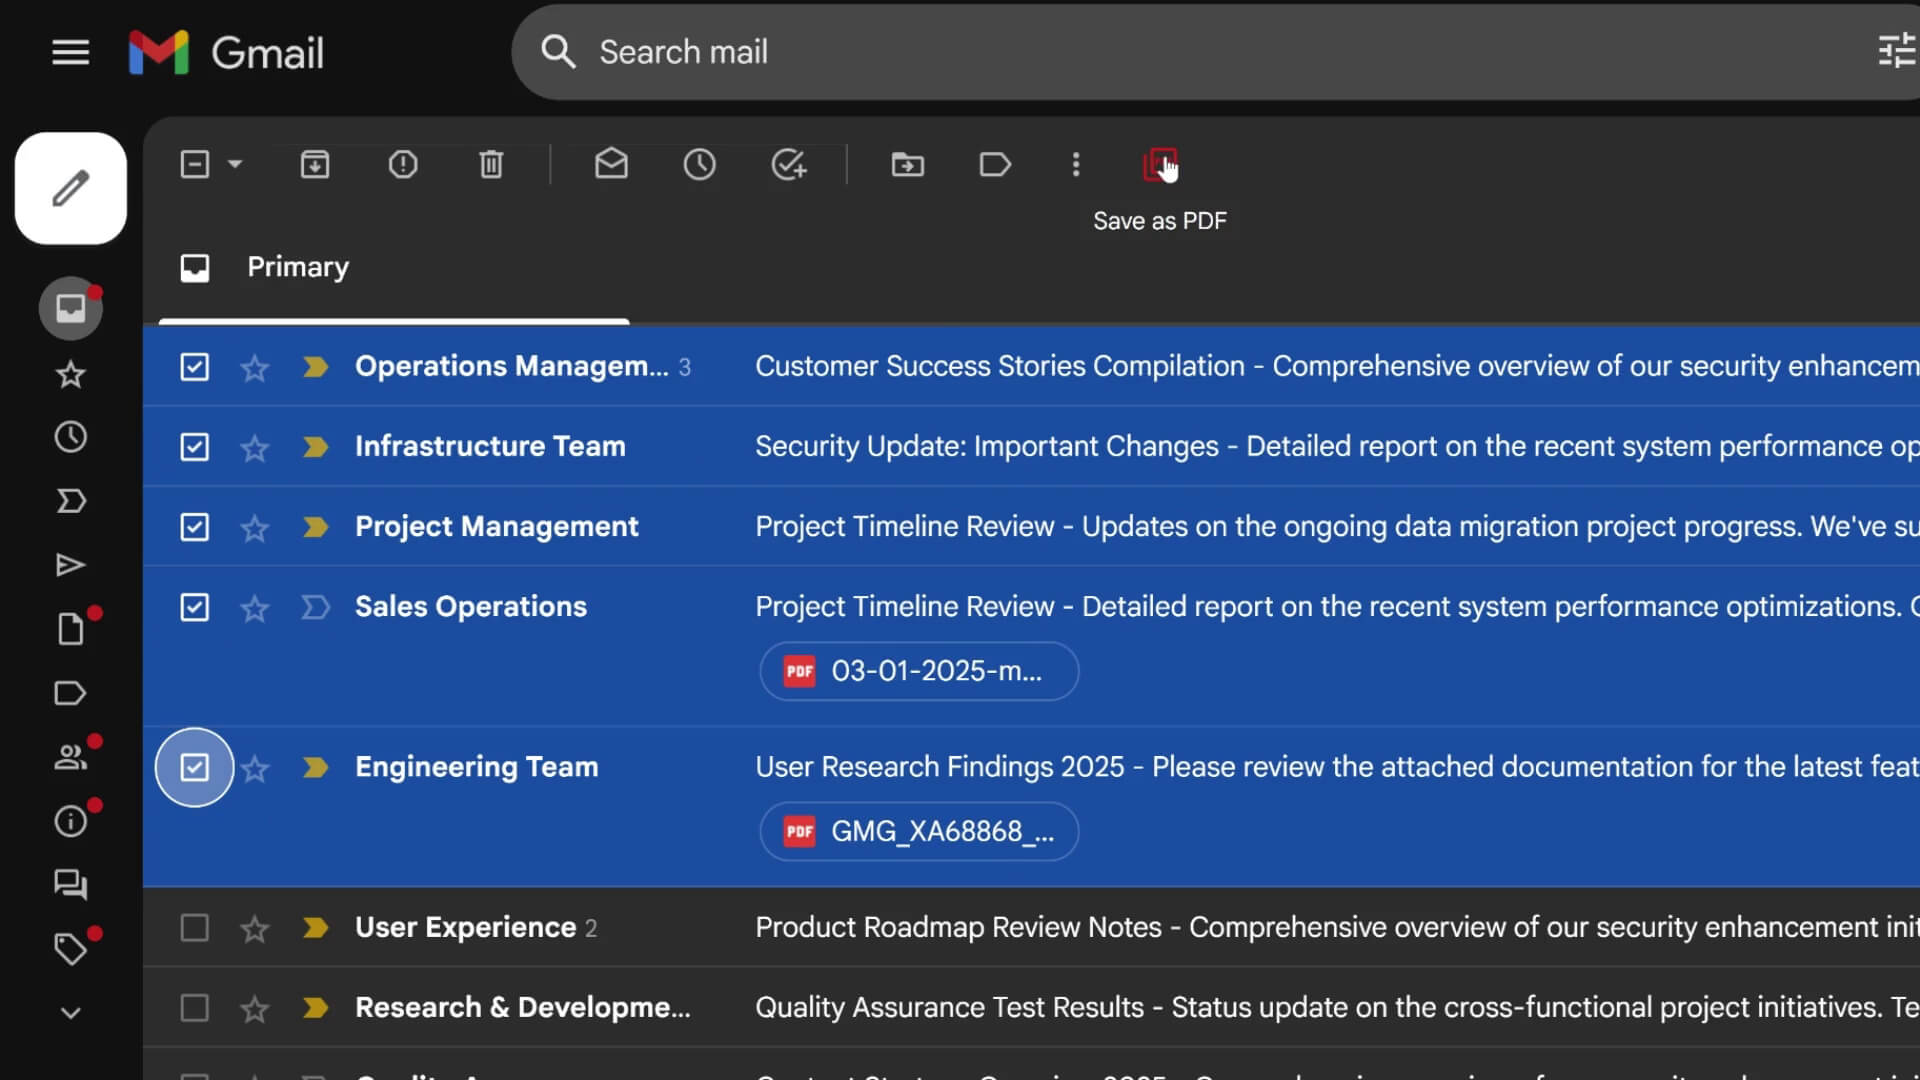 Gmail
Search mail
Save as PDF
Primary
Operations Managem... 3 Customer Success Stories Compilation - Comprehensive overview of our security enhancem
Infrastructure Team Security Update: Important Changes - Detailed report on the recent system performance op
Project Management Project Timeline Review - Updates on the ongoing data migration project progress. We've su
Sales Operations Project Timeline Review - Detailed report on the recent system performance optimizations.
PDF 03-01-2025-m...
Engineering Team User Research Findings 2025 - Please review the attached documentation for the latest feat
PDF GMG_XA68868_...
User Experience 2 Product Roadmap Review Notes - Comprehensive overview of our security enhancement init
Research & Developme... Quality Assurance Test Results - Status update on the cross-functional project initiatives. Te